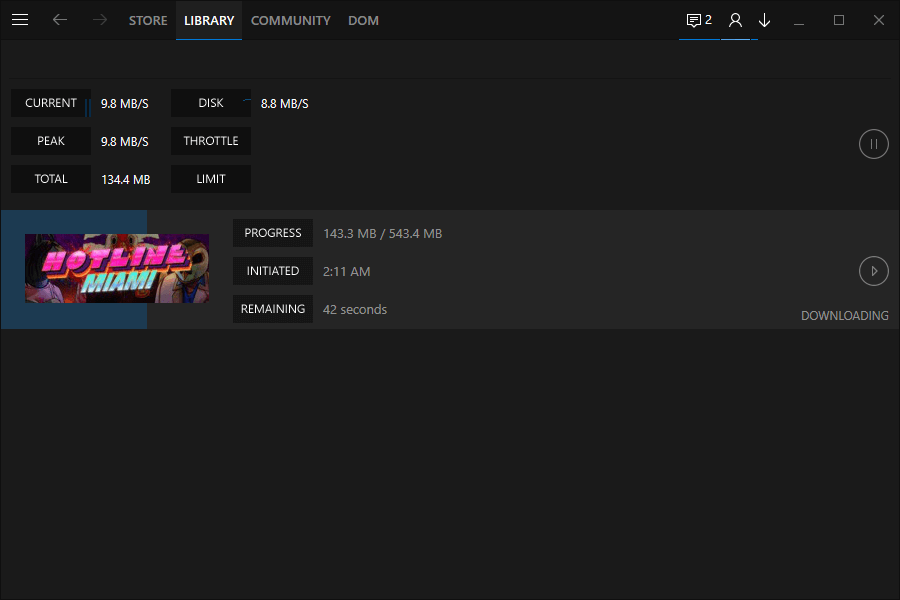 STORE LIBRARY COMMUNITY DOM 2
CURRENT 9.8 MB/S DISK 8.8 MB/S
PEAK 9.8 MB/S THROTTLE
TOTAL 134.4 MB LIMIT
HOTLINE
MIAMI
PROGRESS 143.3 MB / 543.4 MB
INITIATED 2:11 AM
REMAINING 42 seconds
DOWNLOADING